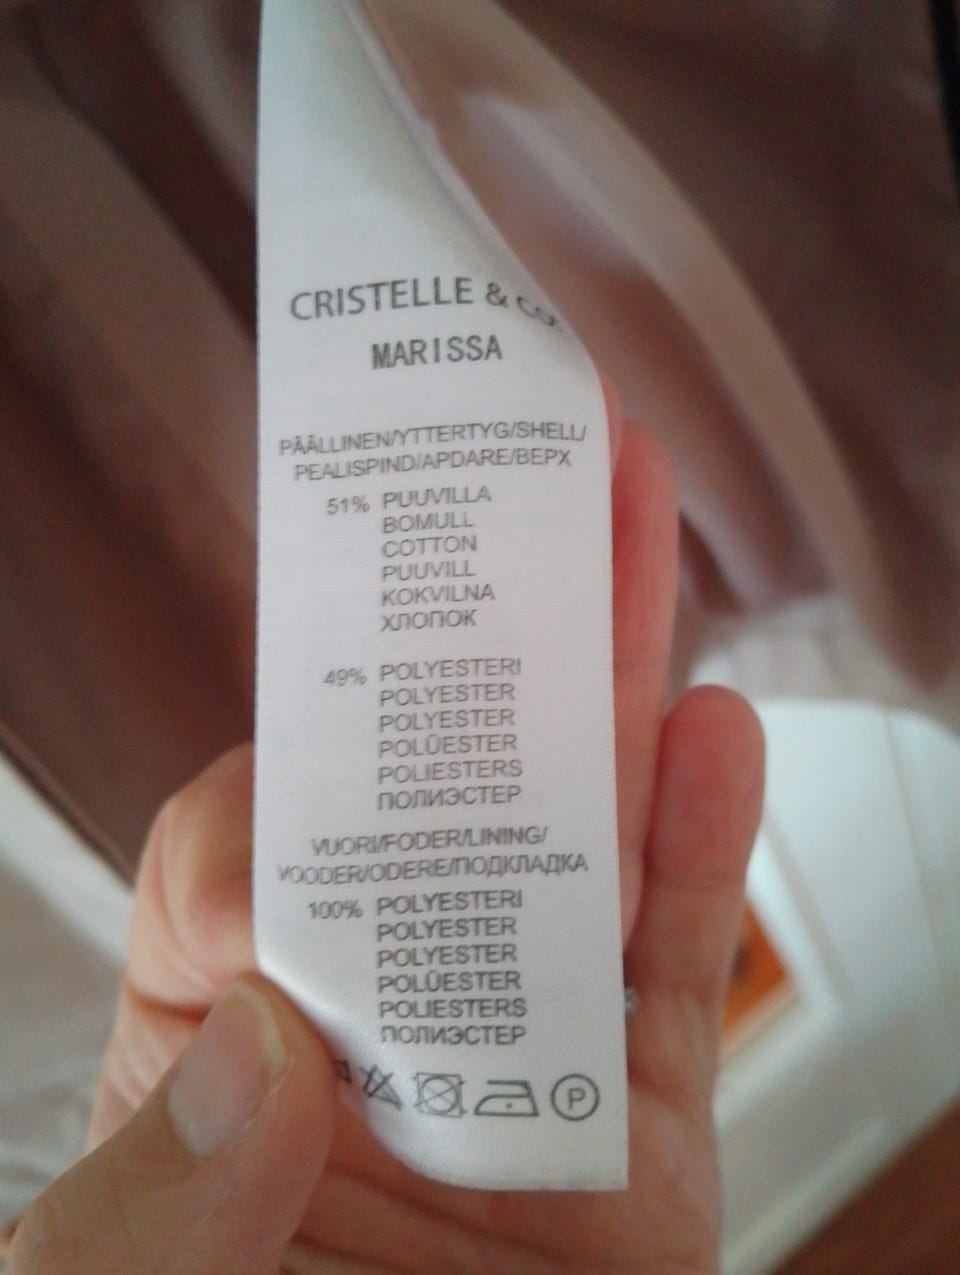 CRISTELLE & CO.
MARISSA
PÄÄLLINEN/YTTERTYG/SHELL/
PEALISPIND/APDARE/ВЕРХ
51% PUUVILLA
BOMULL
COTTON
PUUVILL
KOKVILNA
ХЛОПОК
49% POLYESTERI
POLYESTER
POLYESTER
POLÜESTER
POLIESTERS
ПОЛИЭСТЕР
VUORI/FODER/LINING/
VOODER/ODERE/ПОДКЛАДКА
100% POLYESTERI
POLYESTER
POLYESTER
POLÜESTER
POLIESTERS
ПОЛИЭСТЕР
P